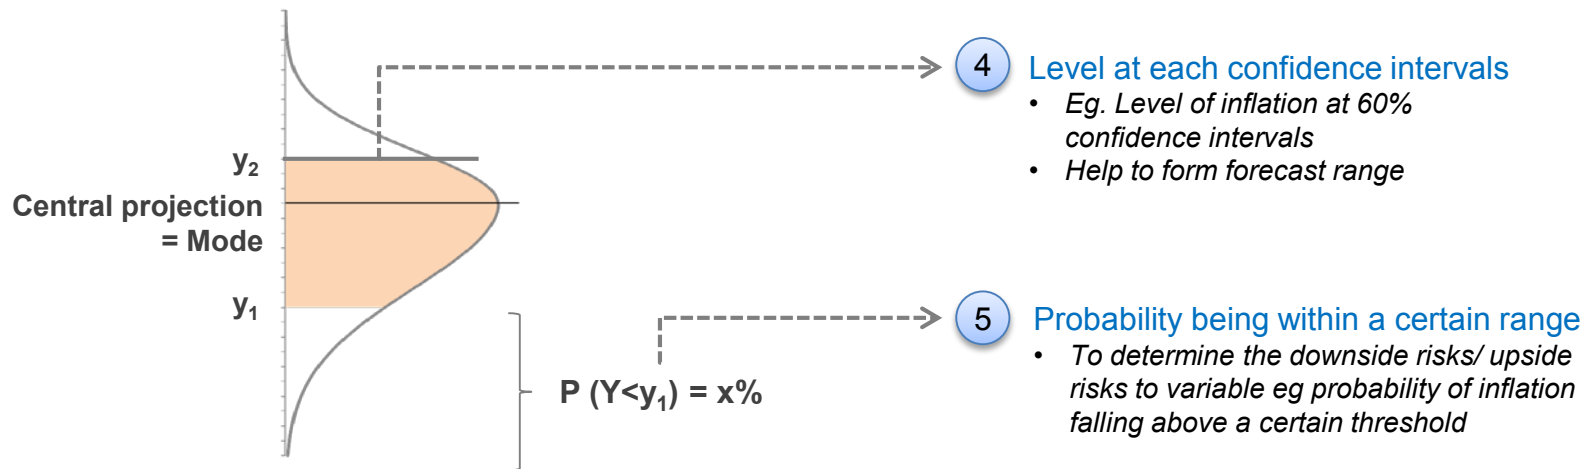 y₂
Central projection
= Mode
y₁
P (Y<y₁) = x%
4
Level at each confidence intervals
• Eg. Level of inflation at 60%
confidence intervals
• Help to form forecast range
5
Probability being within a certain range
• To determine the downside risks/ upside
risks to variable eg probability of inflation
falling above a certain threshold